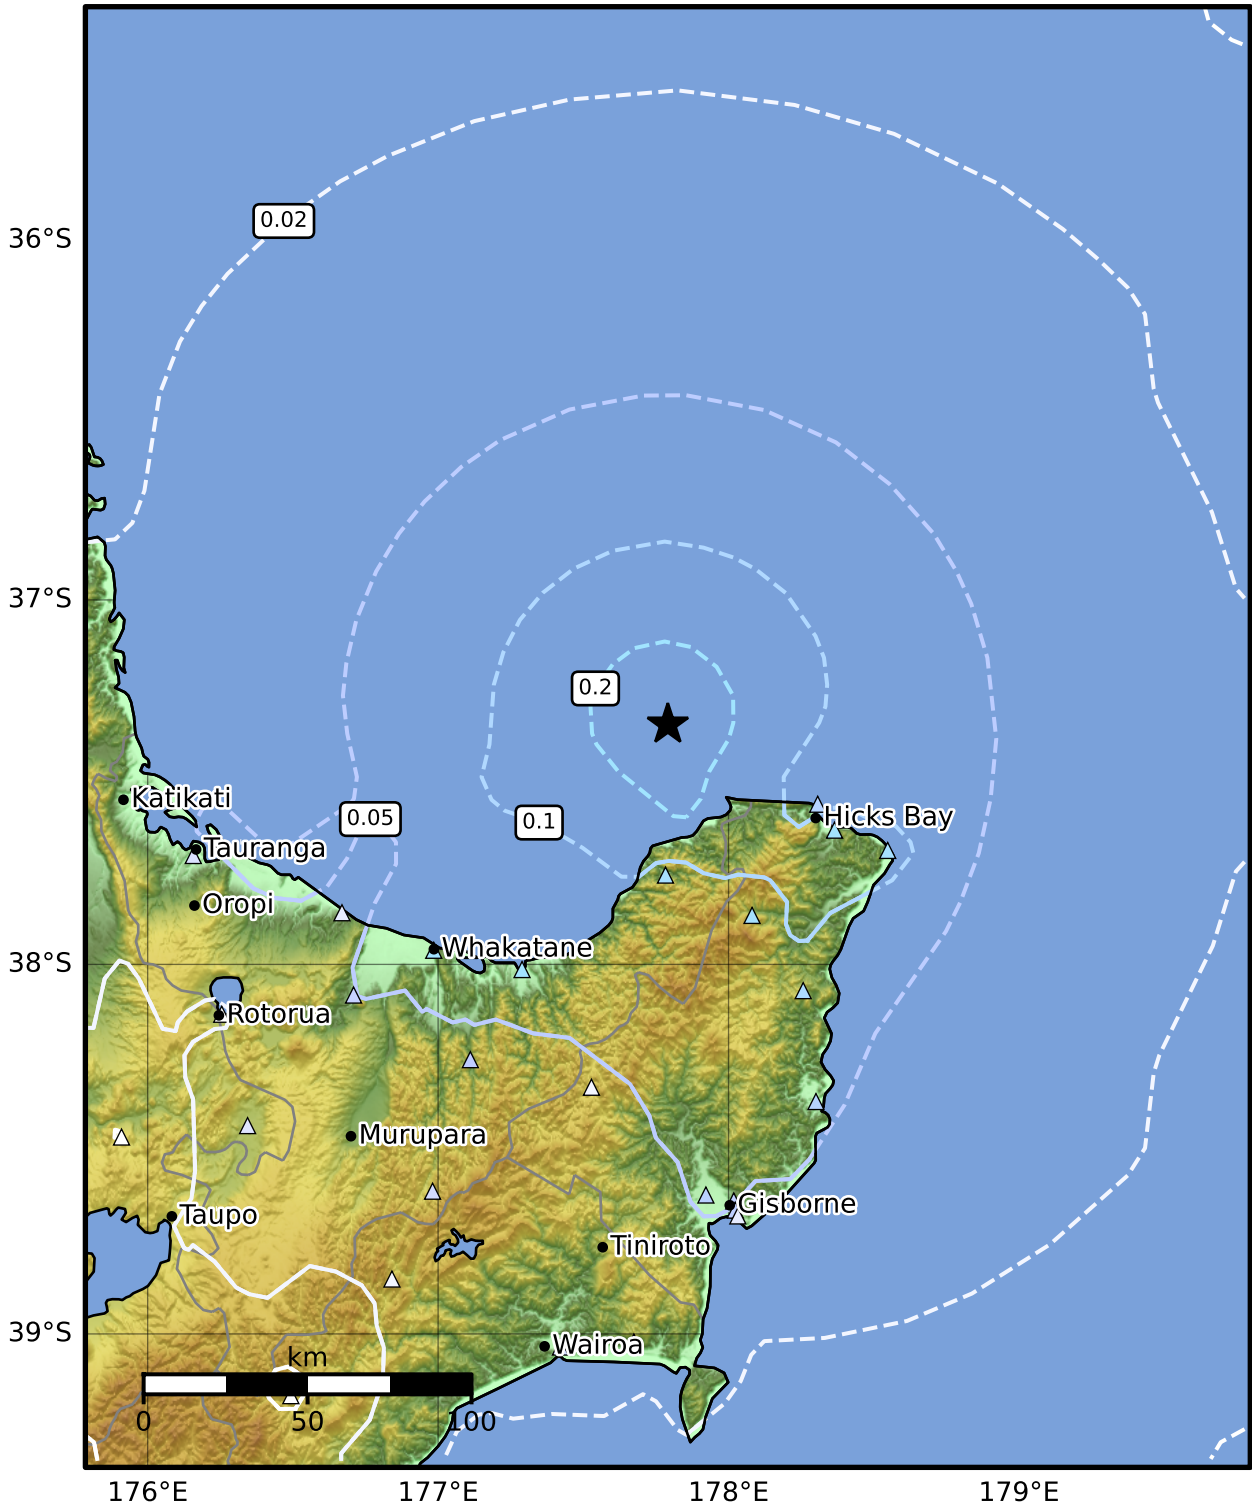 0.02
36°S
37°S
0.2
0.05
0.1
Katikati
Hicks Bay
Tauranga
Oropi
Whakatane
38°S
Rotorua
Murupara
Taupo
Gisborne
Tiniroto
39°S
Wairoa
km
0 50 100
176°E 177°E 178°E 179°E